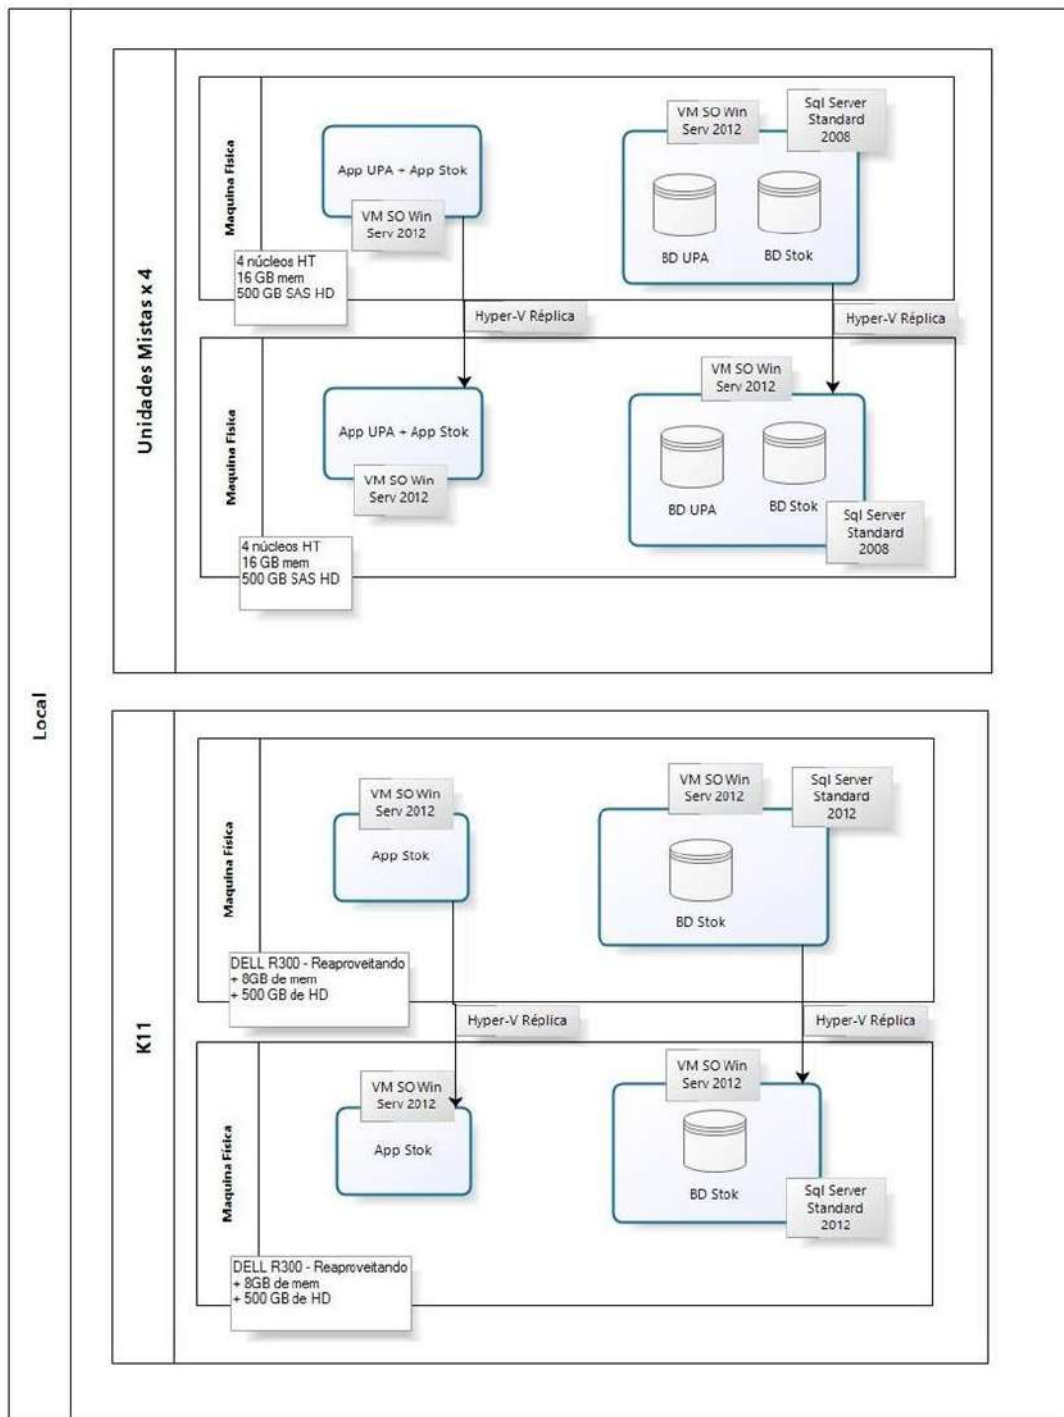 Local
Unidades Mistas x 4
Maquina Física
App UPA + App Stok
VM SO Win
Serv 2012
VM SO Win
Serv 2012
Sql Server
Standard
2008
BD UPA
BD Stok
4 núcleos HT
16 GB mem
500 GB SAS HD
Hyper-V Réplica
Hyper-V Réplica
Maquina Física
App UPA + App Stok
VM SO Win
Serv 2012
VM SO Win
Serv 2012
BD UPA
BD Stok
Sql Server
Standard
2008
4 núcleos HT
16 GB mem
500 GB SAS HD
K11
Maquina Física
VM SO Win
Serv 2012
App Stok
VM SO Win
Serv 2012
Sql Server
Standard
2012
BD Stok
DELL R300 - Reaproveitando
+ 8GB de mem
+ 500 GB de HD
Hyper-V Réplica
Hyper-V Réplica
Maquina Física
VM SO Win
Serv 2012
App Stok
VM SO Win
Serv 2012
BD Stok
Sql Server
Standard
2012
DELL R300 - Reaproveitando
+ 8GB de mem
+ 500 GB de HD